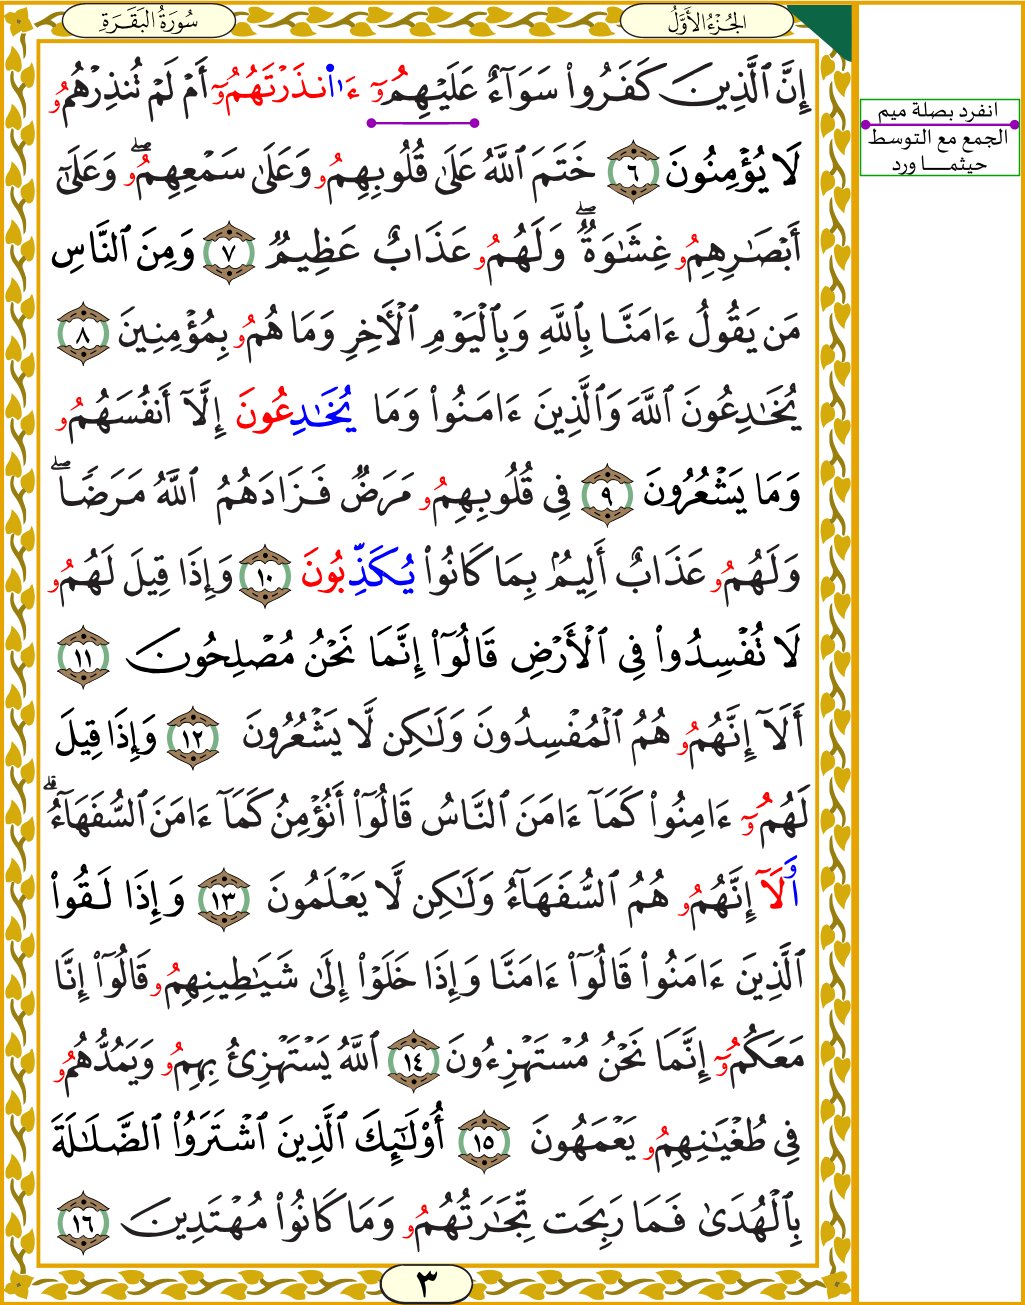 الجُزْءُ الأَوَّلُ
سُورَةُ البَقَرَةِ
إِنَّ ٱلَّذِينَ كَفَرُوا۟ سَوَآءٌ عَلَيْهِمُۥٓ ءَا۬نذَرْتَهُمُۥٓ أَمْ لَمْ تُنذِرْهُمُۥ
لَا يُؤْمِنُونَ ٦ خَتَمَ ٱللَّهُ عَلَىٰ قُلُوبِهِمُۥ وَعَلَىٰ سَمْعِهِمُۥۖ وَعَلَىٰٓ
أَبْصَٰرِهِمُۥ غِشَٰوَةٌۖ وَلَهُمُۥ عَذَابٌ عَظِيمٌ ٧ وَمِنَ ٱلنَّاسِ
مَن يَقُولُ ءَامَنَّا بِٱللَّهِ وَبِٱلْيَوْمِ ٱلْأَخِرِ وَمَا هُمُۥ بِمُؤْمِنِينَ ٨
يُخَٰدِعُونَ ٱللَّهَ وَٱلَّذِينَ ءَامَنُوا۟ وَمَا يُخَٰدِعُونَ إِلَّآ أَنفُسَهُمُۥ
وَمَا يَشْعُرُونَ ٩ فِى قُلُوبِهِمُۥ مَرَضٌ فَزَادَهُمُ ٱللَّهُ مَرَضًاۖ
وَلَهُمُۥ عَذَابٌ أَلِيمٌۢ بِمَا كَانُوا۟ يُكَذِّبُونَ ١٠ وَإِذَا قِيلَ لَهُمُۥ
لَا تُفْسِدُوا۟ فِى ٱلْأَرْضِ قَالُوٓا۟ إِنَّمَا نَحْنُ مُصْلِحُونَ ١١
أَلَآ إِنَّهُمُۥ هُمُ ٱلْمُفْسِدُونَ وَلَٰكِن لَّا يَشْعُرُونَ ١٢ وَإِذَا قِيلَ
لَهُمُۥٓ ءَامِنُوا۟ كَمَآ ءَامَنَ ٱلنَّاسُ قَالُوٓا۟ أَنُؤْمِنُ كَمَآ ءَامَنَ ٱلسُّفَهَآءُۗ
اَ۬لَآ إِنَّهُمُۥ هُمُ ٱلسُّفَهَآءُ وَلَٰكِن لَّا يَعْلَمُونَ ١٣ وَإِذَا لَقُوا۟
ٱلَّذِينَ ءَامَنُوا۟ قَالُوٓا۟ ءَامَنَّا وَإِذَا خَلَوْا۟ إِلَىٰ شَيَٰطِينِهِمُۥ قَالُوٓا۟ إِنَّا
مَعَكُمُۥٓ إِنَّمَا نَحْنُ مُسْتَهْزِءُونَ ١٤ ٱللَّهُ يَسْتَهْزِئُ بِهِمُۥ وَيَمُدُّهُمُۥ
فِى طُغْيَٰنِهِمُۥ يَعْمَهُونَ ١٥ أُو۟لَٰٓئِكَ ٱلَّذِينَ ٱشْتَرَوُا۟ ٱلضَّلَٰلَةَ
بِٱلْهُدَىٰ فَمَا رَبِحَت تِّجَٰرَتُهُمُۥ وَمَا كَانُوا۟ مُهْتَدِينَ ١٦
٣
انفرد بصلة ميم
الجمع مع التوسط
حيثما ورد